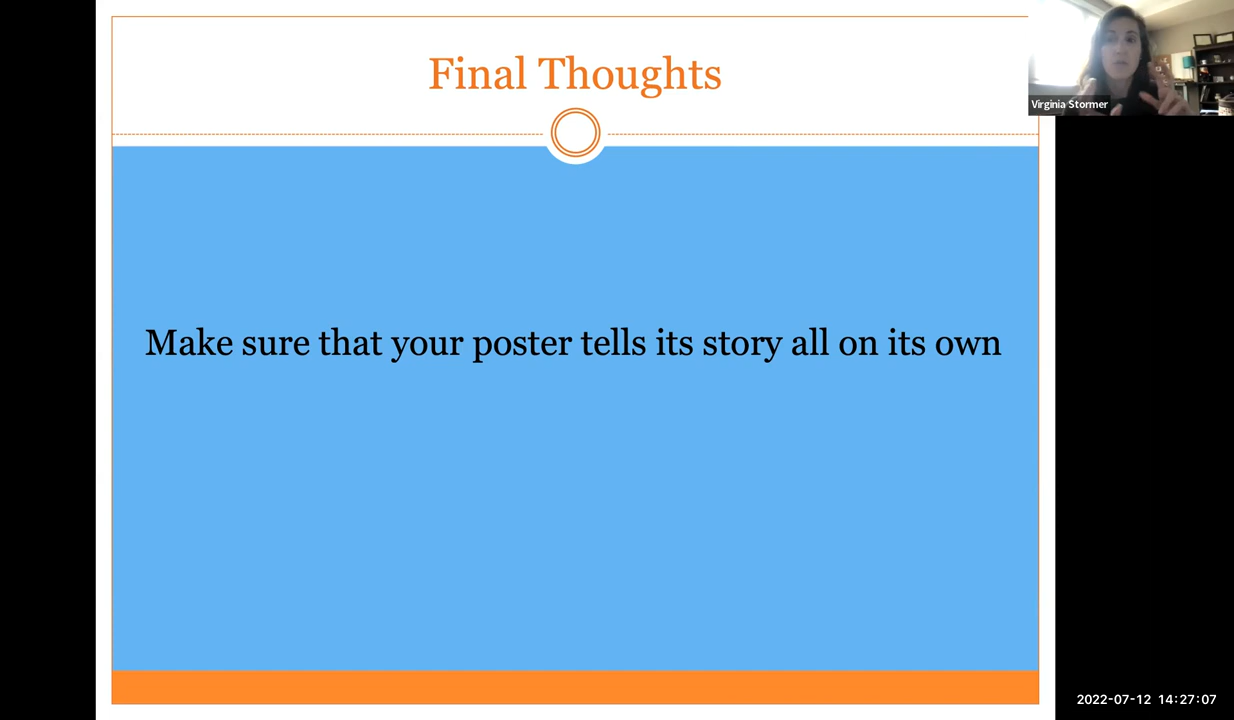 Final Thoughts
Virginia Stormer
Make sure that your poster tells its story all on its own
2022-07-12 14:27:07